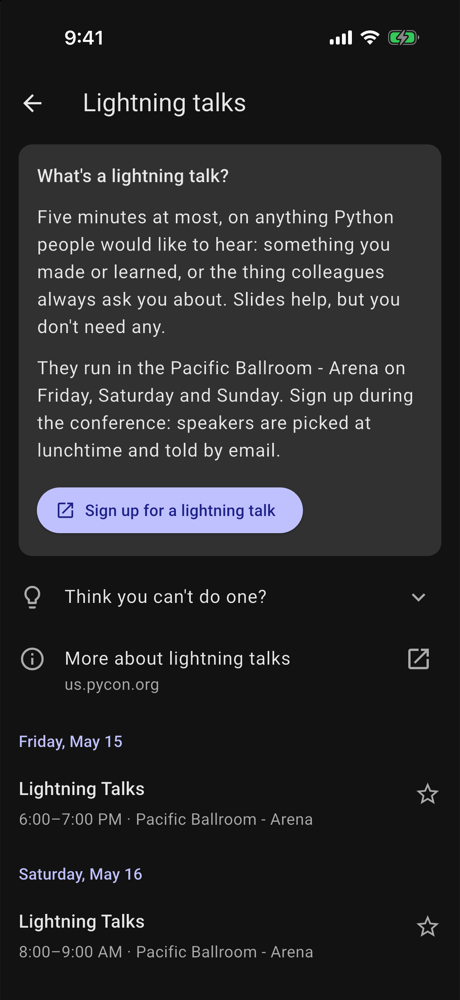 9:41
Lightning talks
What's a lightning talk?
Five minutes at most, on anything Python
people would like to hear: something you
made or learned, or the thing colleagues
always ask you about. Slides help, but you
don't need any.
They run in the Pacific Ballroom - Arena on
Friday, Saturday and Sunday. Sign up during
the conference: speakers are picked at
lunchtime and told by email.
Sign up for a lightning talk
Think you can't do one?
More about lightning talks
us.pycon.org
Friday, May 15
Lightning Talks
6:00–7:00 PM · Pacific Ballroom - Arena
Saturday, May 16
Lightning Talks
8:00–9:00 AM · Pacific Ballroom - Arena